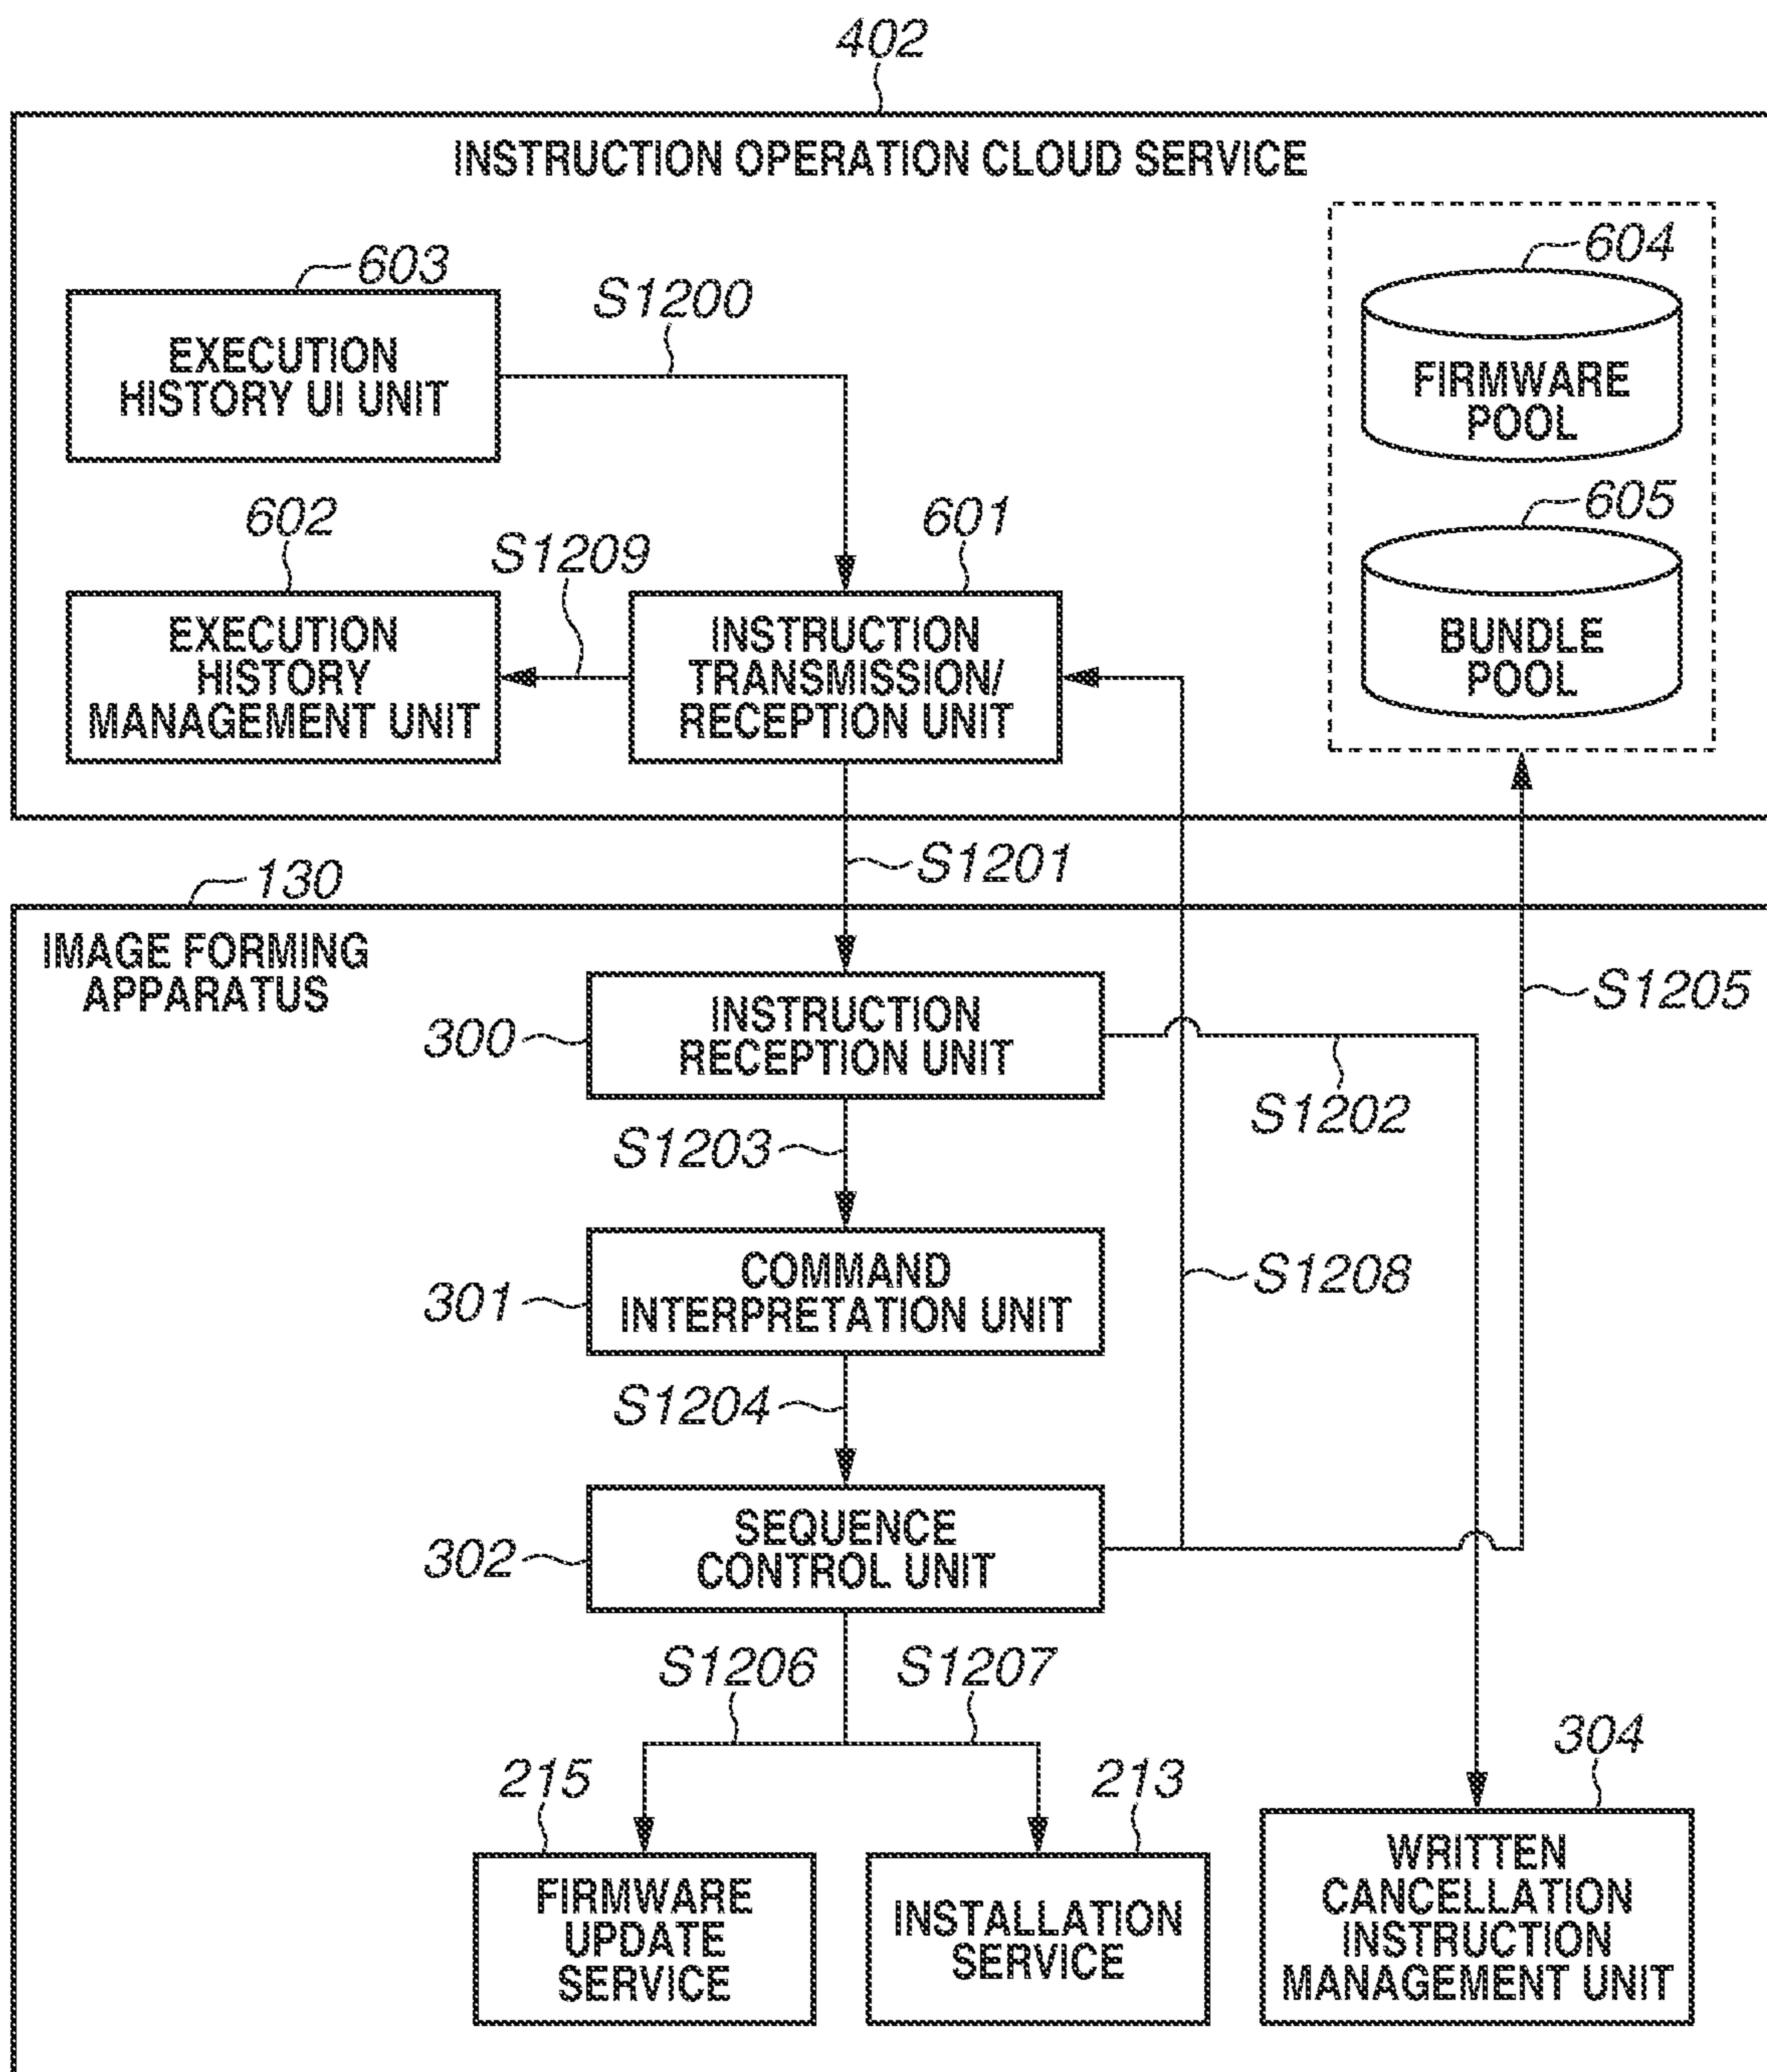 402
INSTRUCTION OPERATION CLOUD SERVICE
603
EXECUTION
HISTORY UI UNIT
S1200
604
FIRMWARE
POOL
605
BUNDLE
POOL
602
EXECUTION
HISTORY
MANAGEMENT UNIT
S1209
601
INSTRUCTION
TRANSMISSION/
RECEPTION UNIT
S1201
130
IMAGE FORMING
APPARATUS
S1205
300
INSTRUCTION
RECEPTION UNIT
S1202
S1203
301
COMMAND
INTERPRETATION UNIT
S1208
S1204
302
SEQUENCE
CONTROL UNIT
S1206
S1207
215
FIRMWARE
UPDATE
SERVICE
213
INSTALLATION
SERVICE
304
WRITTEN
CANCELLATION
INSTRUCTION
MANAGEMENT UNIT